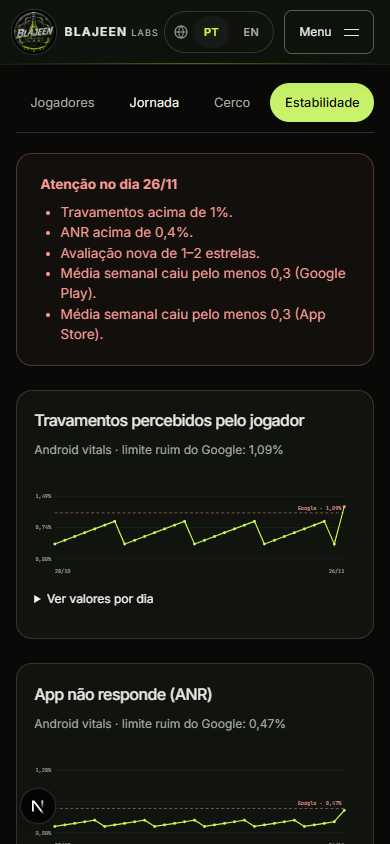 BLAJEEN
BLAJEEN LABS
PT
EN
Menu
Jogadores
Jornada
Cerco
Estabilidade
Atenção no dia 26/11
Travamentos acima de 1%.
ANR acima de 0,4%.
Avaliação nova de 1–2 estrelas.
Média semanal caiu pelo menos 0,3 (Google
Play).
Média semanal caiu pelo menos 0,3 (App
Store).
Travamentos percebidos pelo jogador
Android vitals · limite ruim do Google: 1,09%
1,49%
Google · 1,09%
0,74%
0,00%
28/10
26/11
Ver valores por dia
App não responde (ANR)
Android vitals · limite ruim do Google: 0,47%
1,20%
Google · 0,47%
0,00%
N